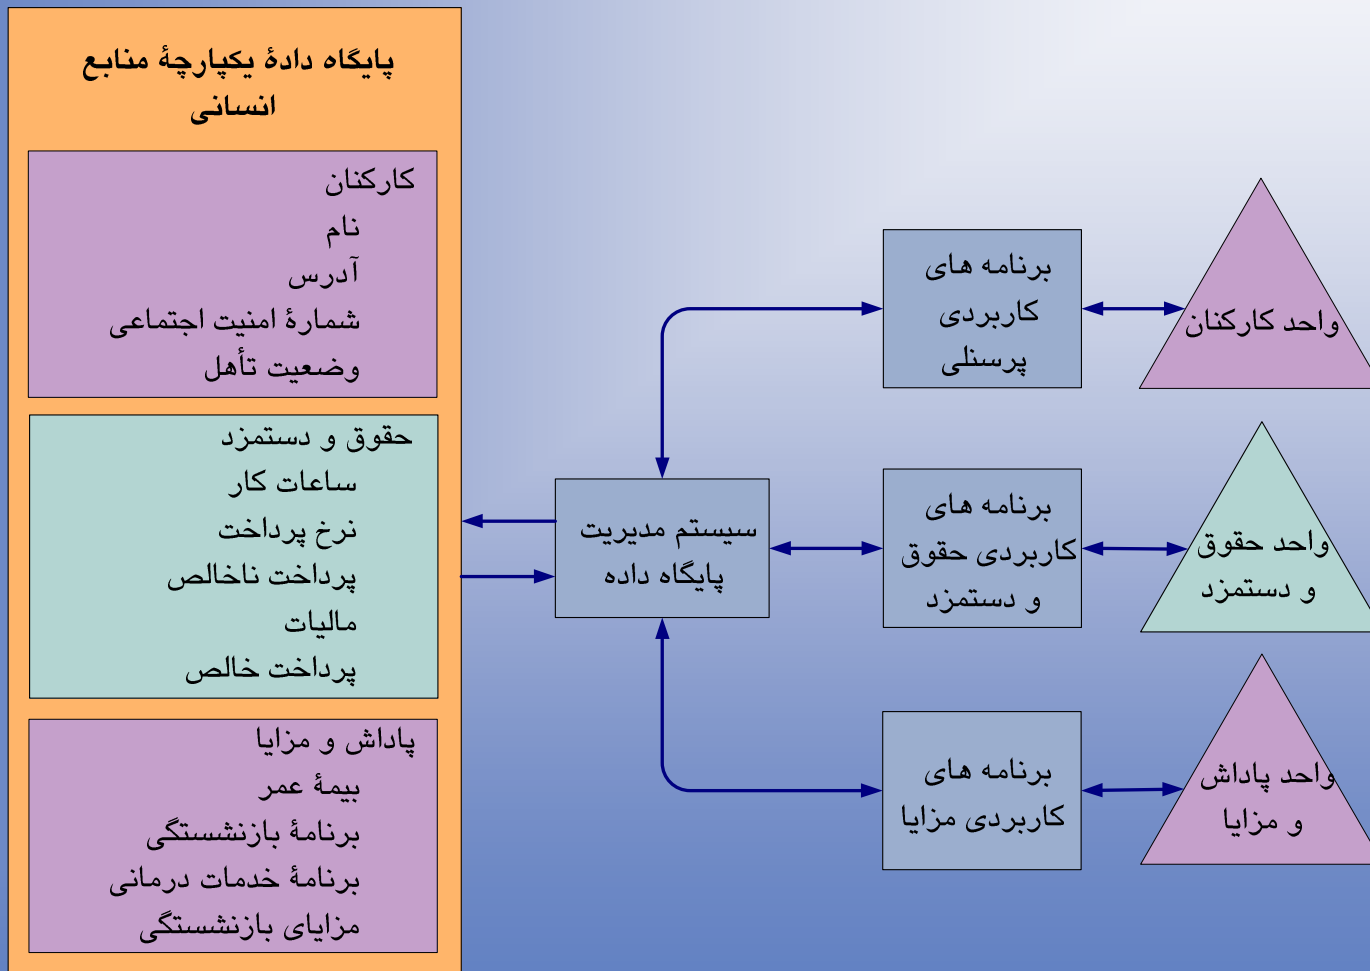 پایگاه دادهٔ یکپارچهٔ منابع
انسانی
کارکنان
نام
آدرس
شمارهٔ امنیت اجتماعی
وضعیت تأهل
حقوق و دستمزد
ساعات کار
نرخ پرداخت
پرداخت ناخالص
مالیات
پرداخت خالص
پاداش و مزایا
بیمهٔ عمر
برنامهٔ بازنشستگی
برنامهٔ خدمات درمانی
مزایای بازنشستگی
سیستم مدیریت
پایگاه داده
برنامه های
کاربردی
پرسنلی
برنامه های
کاربردی حقوق
و دستمزد
برنامه های
کاربردی مزایا
واحد کارکنان
واحد حقوق
و دستمزد
واحد پاداش
و مزایا